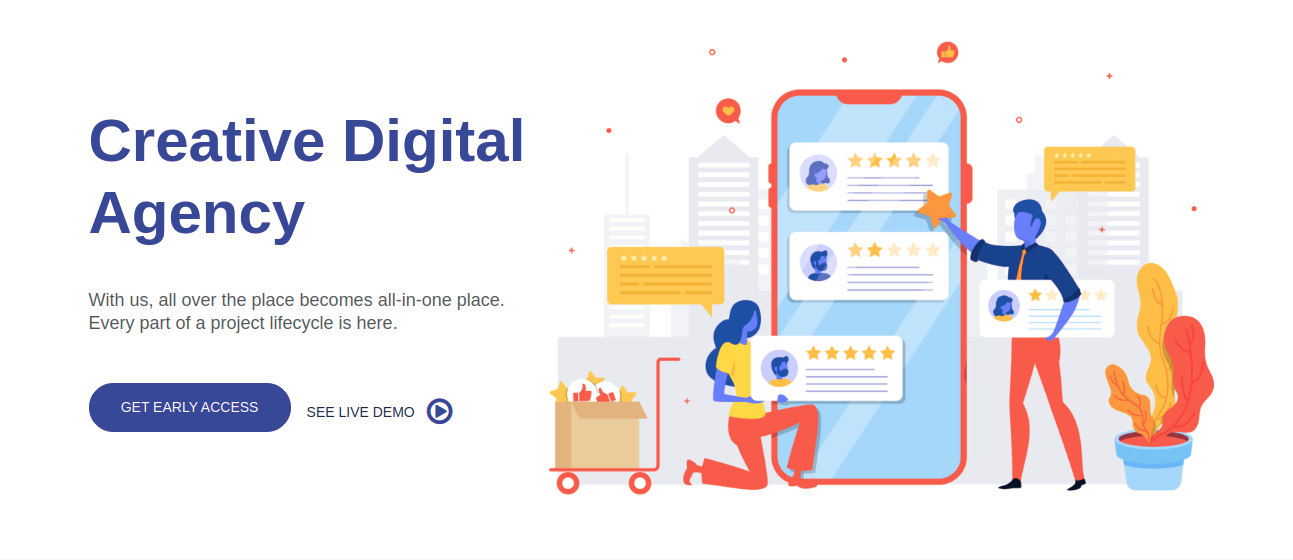 Creative Digital
Agency
With us, all over the place becomes all-in-one place.
Every part of a project lifecycle is here.
GET EARLY ACCESS
SEE LIVE DEMO